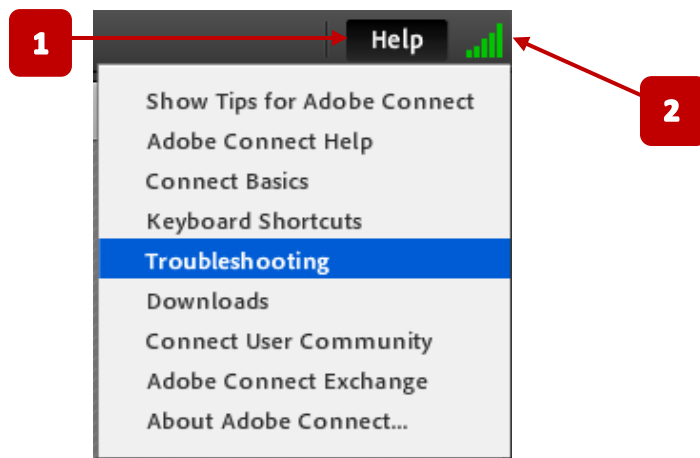 1
Help
2
Show Tips for Adobe Connect
Adobe Connect Help
Connect Basics
Keyboard Shortcuts
Troubleshooting
Downloads
Connect User Community
Adobe Connect Exchange
About Adobe Connect...